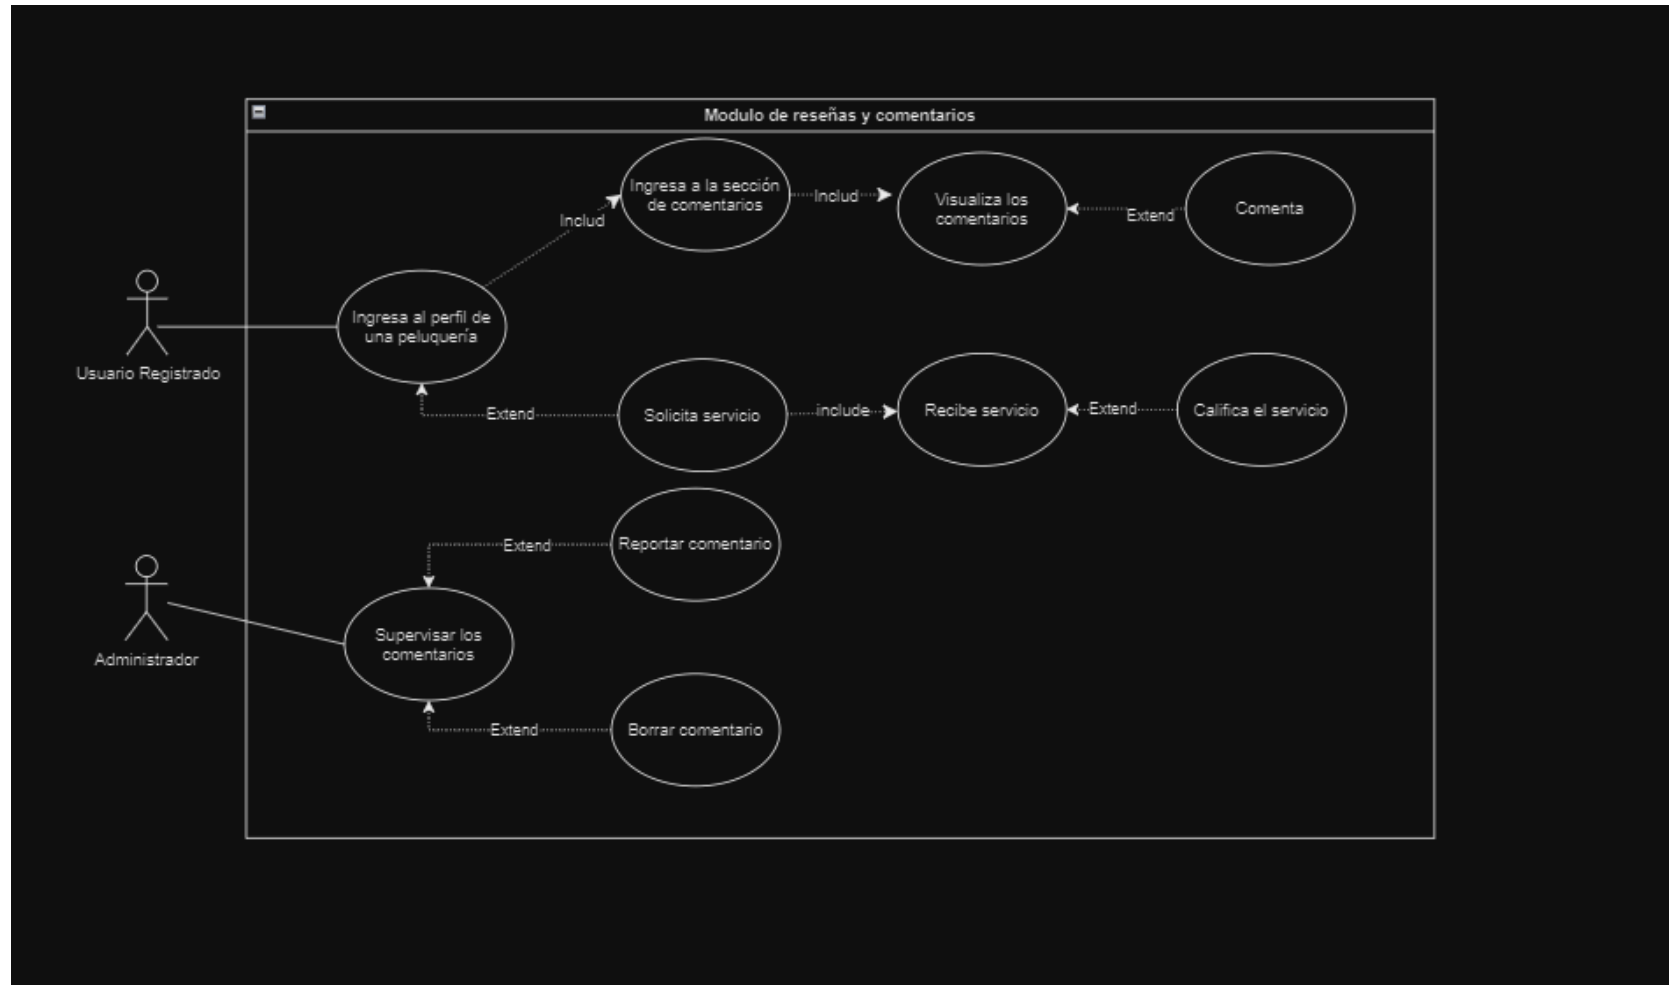 Modulo de reseñas y comentarios
Ingresa a la sección
de comentarios
Includ
Visualiza los
comentarios
Extend
Comenta
Includ
Ingresa al perfil de
una peluquería
Usuario Registrado
Extend
Solicita servicio
include
Recibe servicio
Extend
Califica el servicio
Extend
Reportar comentario
Supervisar los
comentarios
Administrador
Extend
Borrar comentario